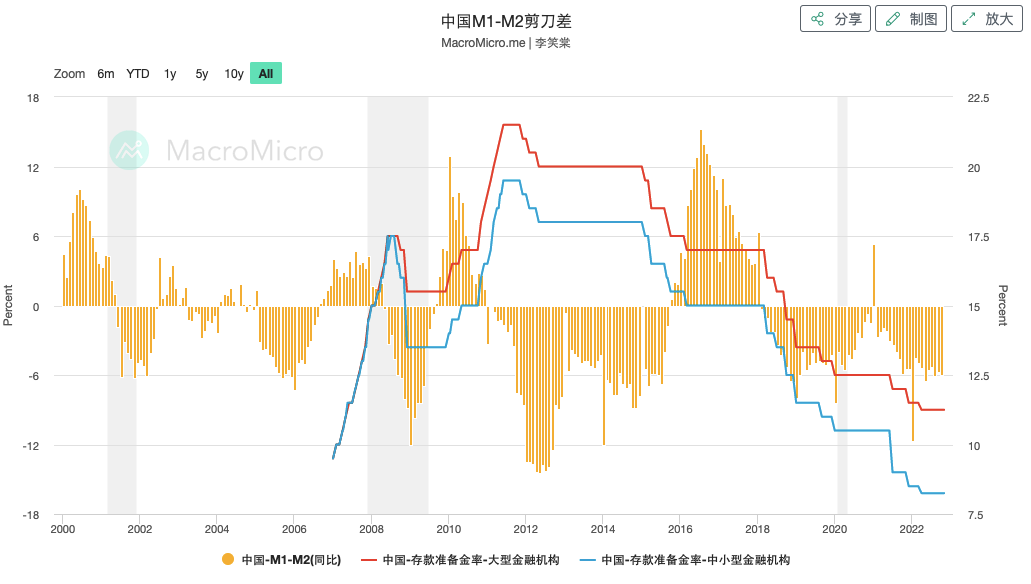 中国M1-M2剪刀差
MacroMicro.me | 李笑棠
分享 制图 放大
Zoom 6m YTD 1y 5y 10y All
MacroMicro
18 22.5
12 20
6 17.5
0 15
-6 12.5
-12 10
-18 7.5
Percent
Percent
2000 2002 2004 2006 2008 2010 2012 2014 2016 2018 2020 2022
中国-M1-M2(同比) 中国-存款准备金率-大型金融机构 中国-存款准备金率-中小型金融机构